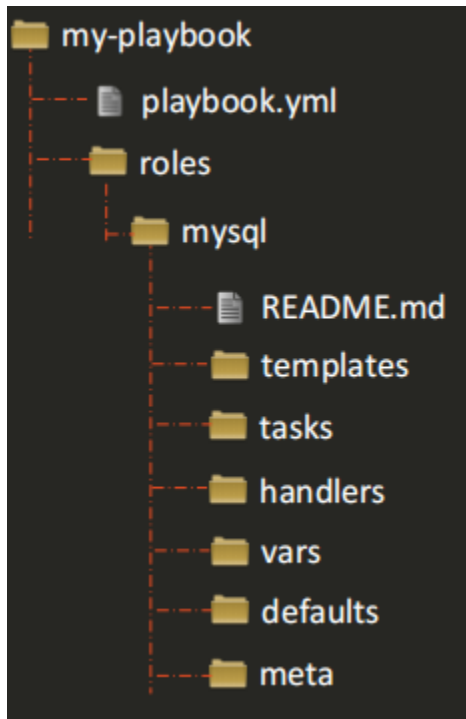 my-playbook
playbook.yml
roles
mysql
README.md
templates
tasks
handlers
vars
defaults
meta